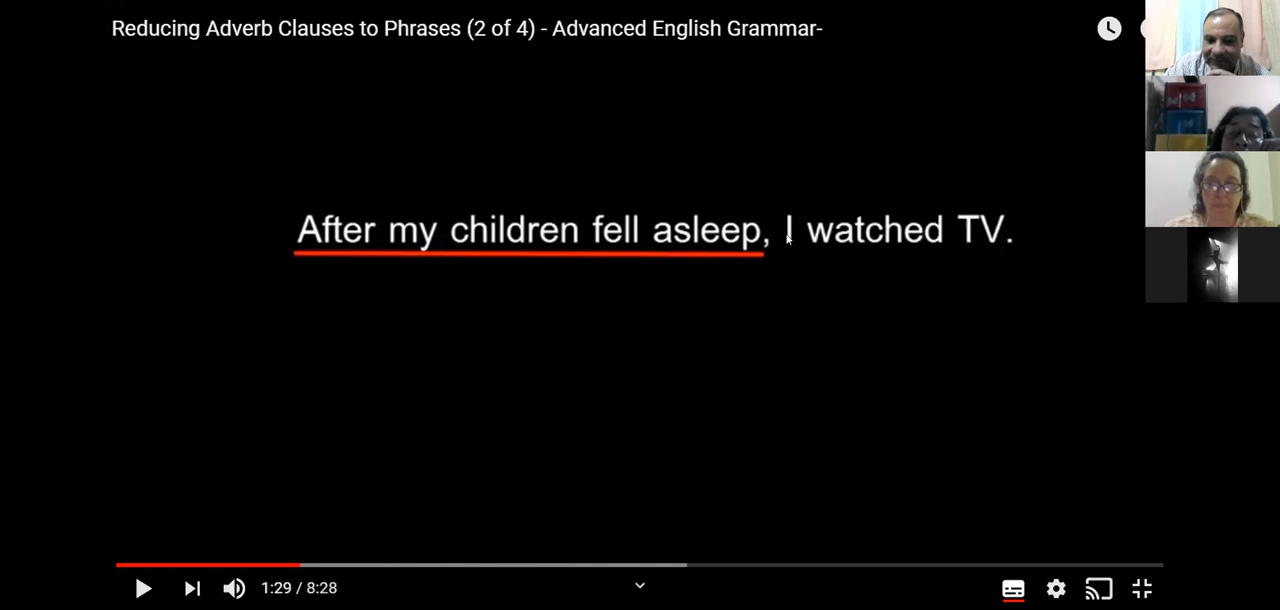 Reducing Adverb Clauses to Phrases (2 of 4) - Advanced English Grammar-
After my children fell asleep, I watched TV.
1:29 / 8:28